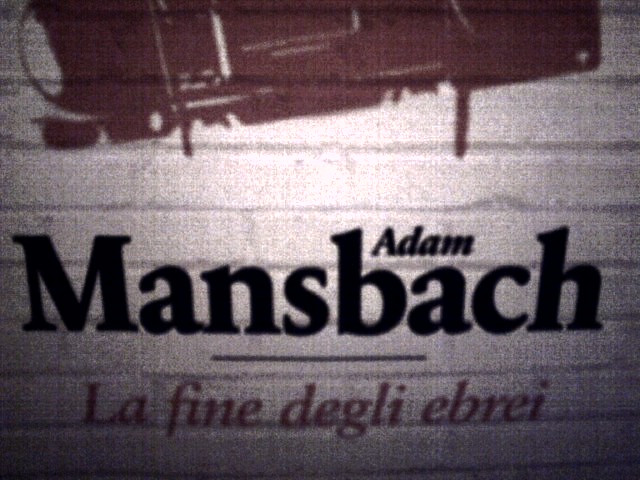 Adam
Mansbach
La fine degli ebrei